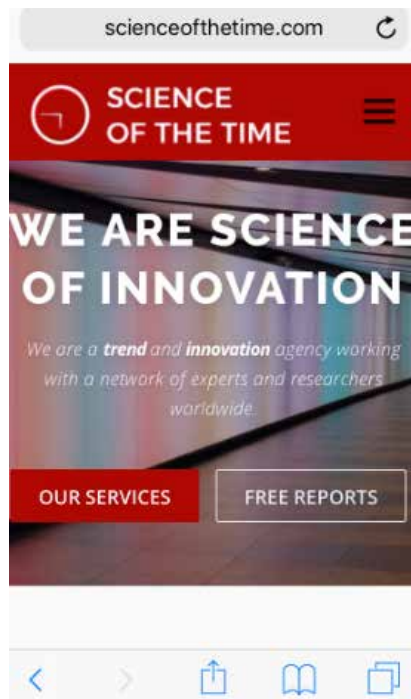 scienceofthetime.com
SCIENCE
OF THE TIME
WE ARE SCIENCE
OF INNOVATION
We are a trend and innovation agency working
with a network of experts and researchers
worldwide.
OUR SERVICES
FREE REPORTS